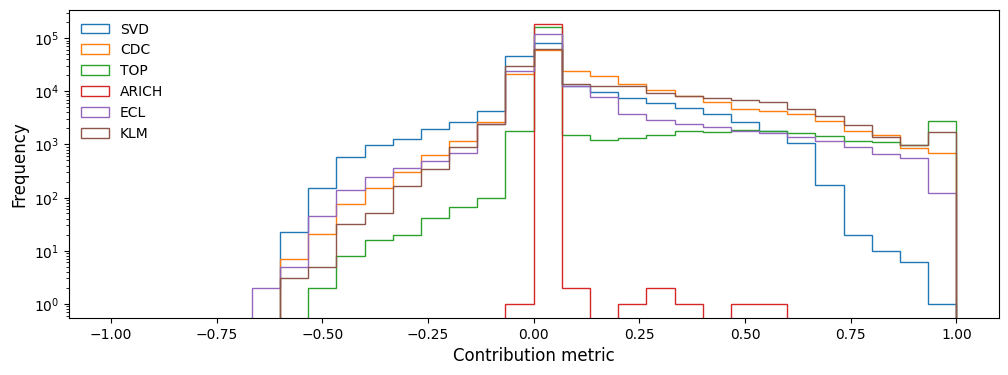 SVD
CDC
TOP
ARICH
ECL
KLM
Frequency
10⁵
10⁴
10³
10²
10¹
10⁰
−1.00 −0.75 −0.50 −0.25 0.00 0.25 0.50 0.75 1.00
Contribution metric